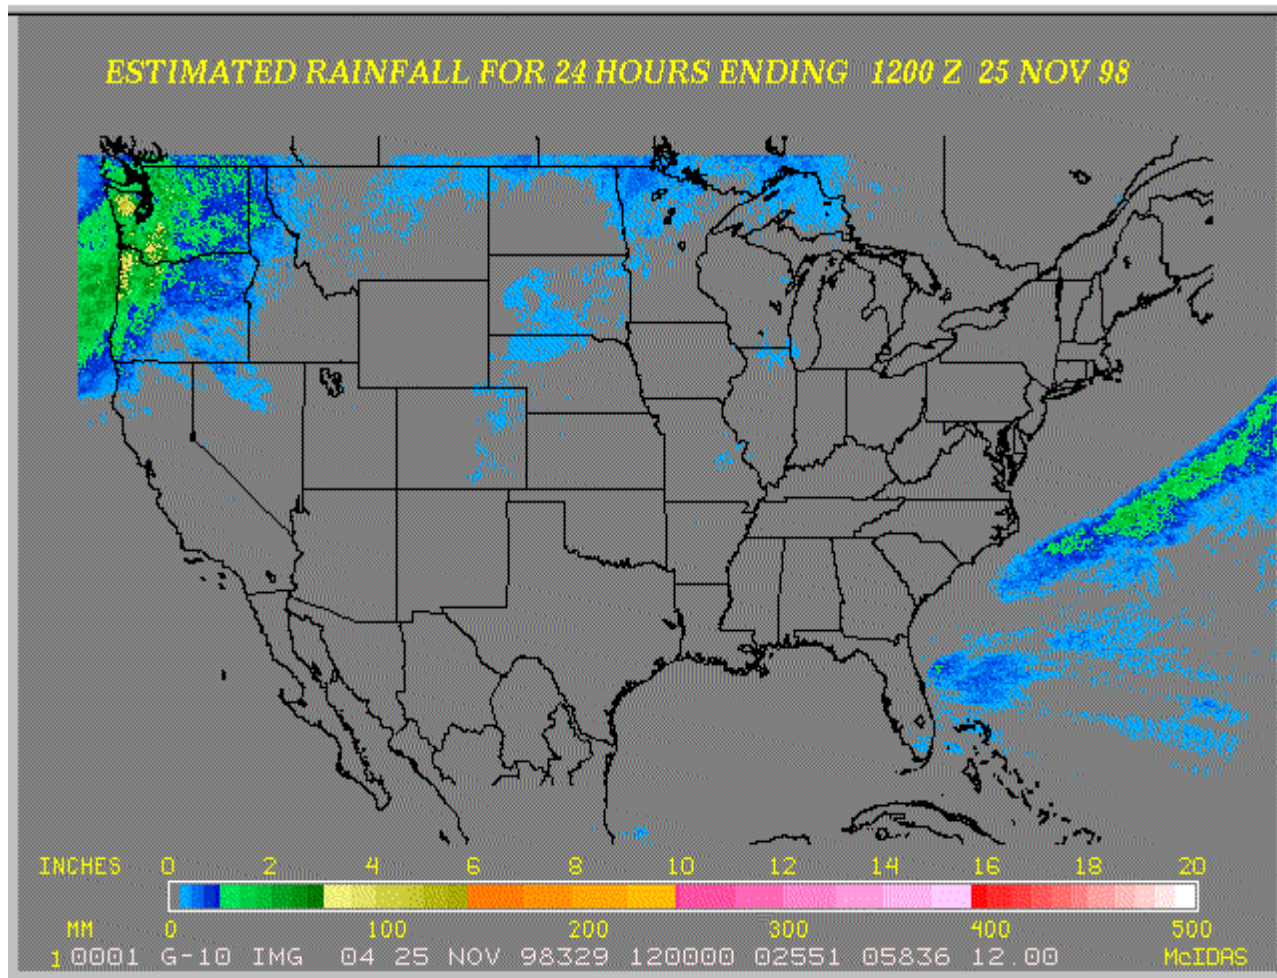 ESTIMATED RAINFALL FOR 24 HOURS ENDING 1200 Z 25 NOV 98
INCHES 0 2 4 6 8 10 12 14 16 18 20
MM 0 100 200 300 400 500
1 0001 G-10 IMG 04 25 NOV 98329 120000 02551 05836 12.00 McIDAS